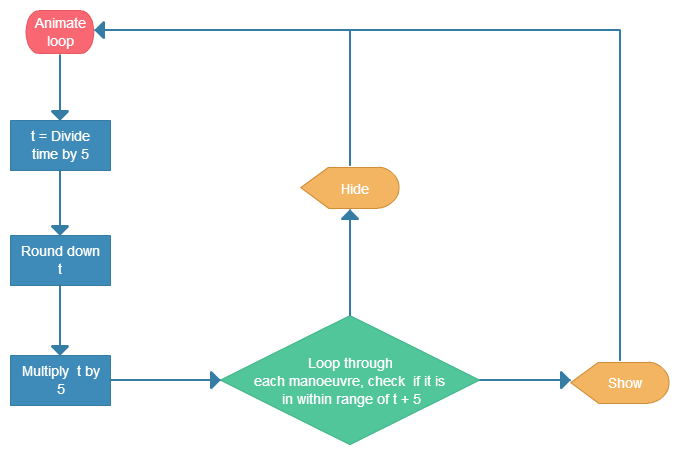 Animate
loop
t = Divide
time by 5
Round down
t
Multiply  t by
5
Loop through
each manoeuvre, check  if it is
in within range of t + 5
Hide
Show